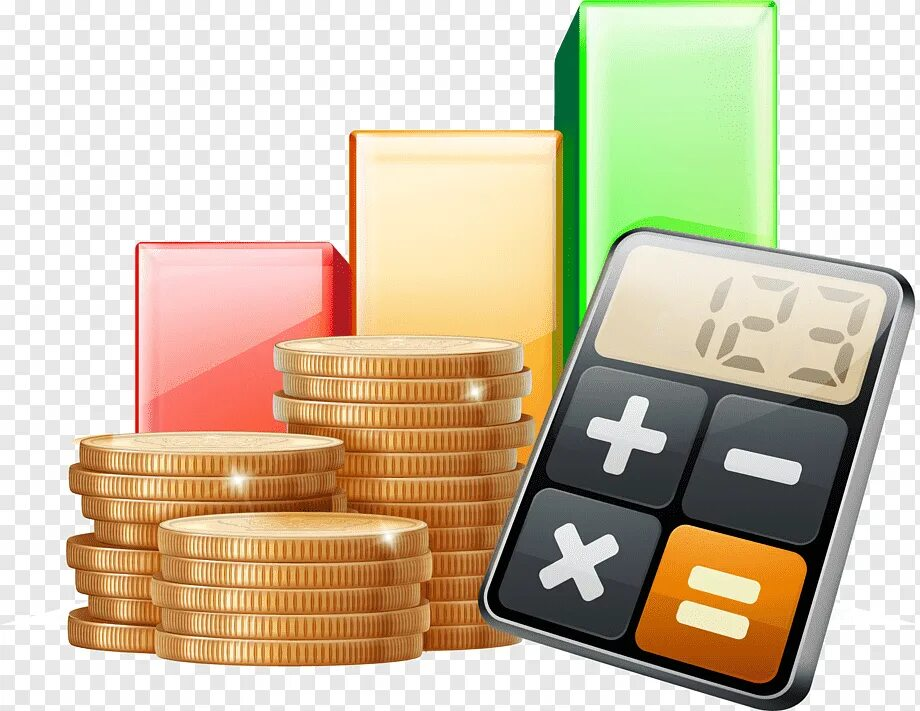 123
+ −
× =